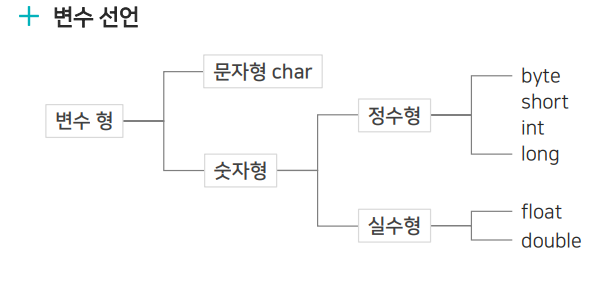 + 변수 선언
변수 형
문자형 char
숫자형
정수형
byte
short
int
long
실수형
float
double